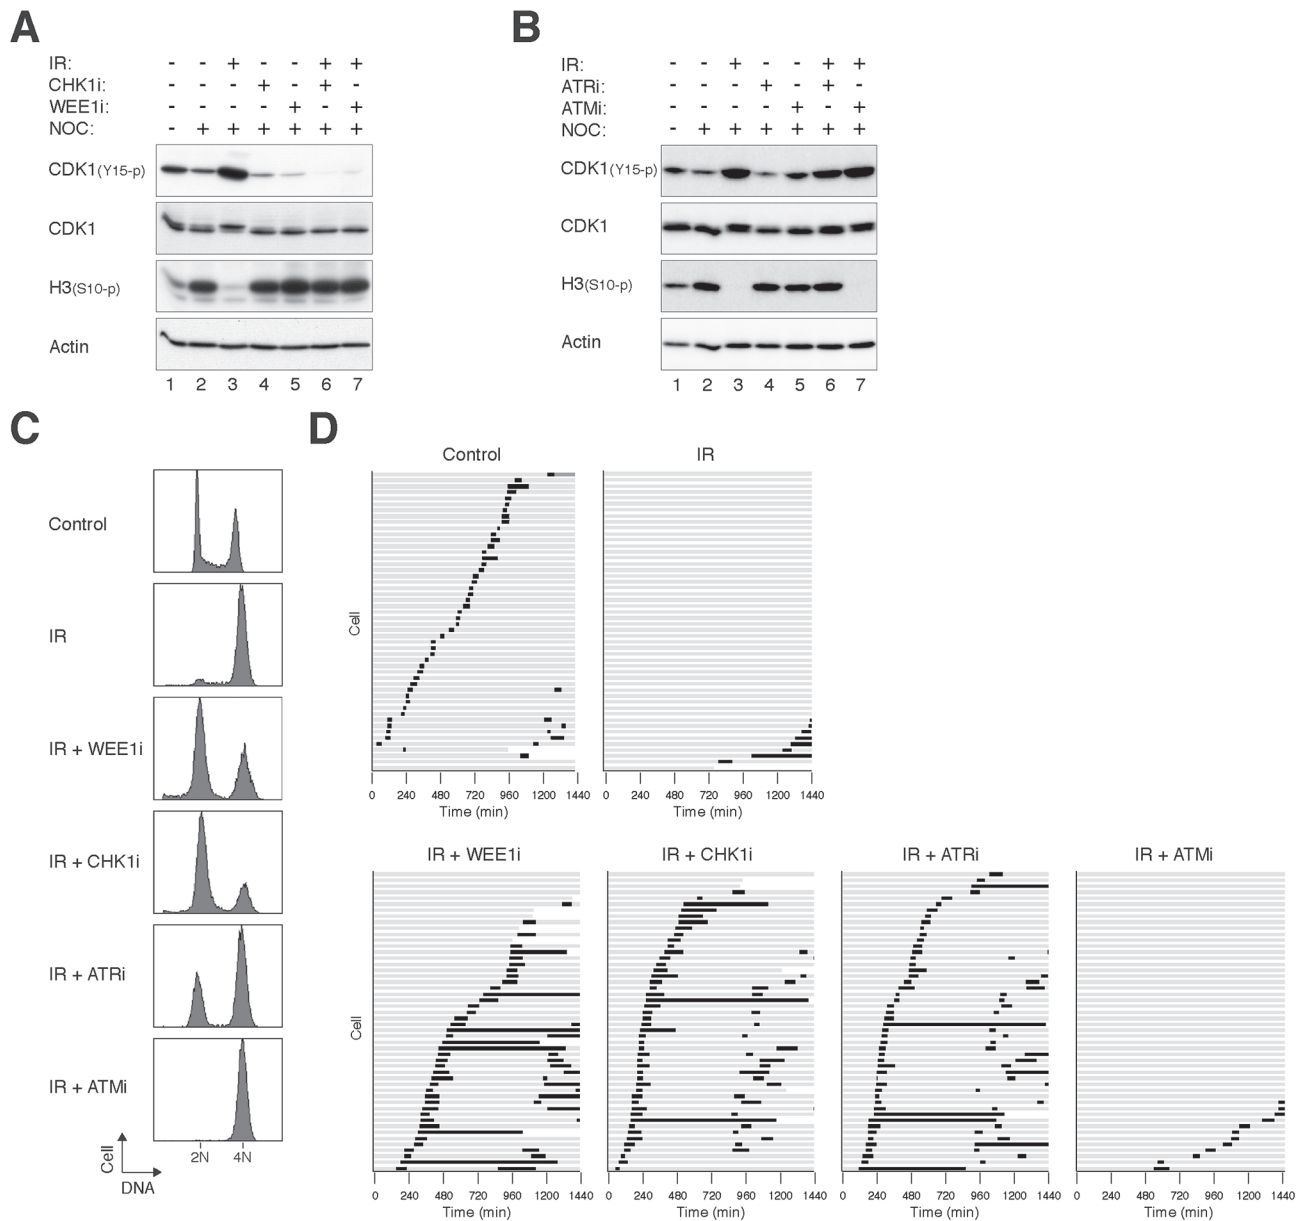 A
IR: - - + - - + +
CHK1i: - - - + - + -
WEE1i: - - - - + - +
NOC: - + + + + + +
CDK1(Y15-p)
CDK1
H3(S10-p)
Actin
1 2 3 4 5 6 7
B
IR: - - + - - + +
ATRi: - - - + - + -
ATMi: - - - - + - +
NOC: - + + + + + +
CDK1(Y15-p)
CDK1
H3(S10-p)
Actin
1 2 3 4 5 6 7
C
Control
IR
IR + WEE1i
IR + CHK1i
IR + ATRi
IR + ATMi
Cell
2N 4N
DNA
D
Control
Cell
0 240 480 720 960 1200 1440
Time (min)
IR
0 240 480 720 960 1200 1440
Time (min)
IR + WEE1i
Cell
0 240 480 720 960 1200 1440
Time (min)
IR + CHK1i
0 240 480 720 960 1200 1440
Time (min)
IR + ATRi
0 240 480 720 960 1200 1440
Time (min)
IR + ATMi
0 240 480 720 960 1200 1440
Time (min)